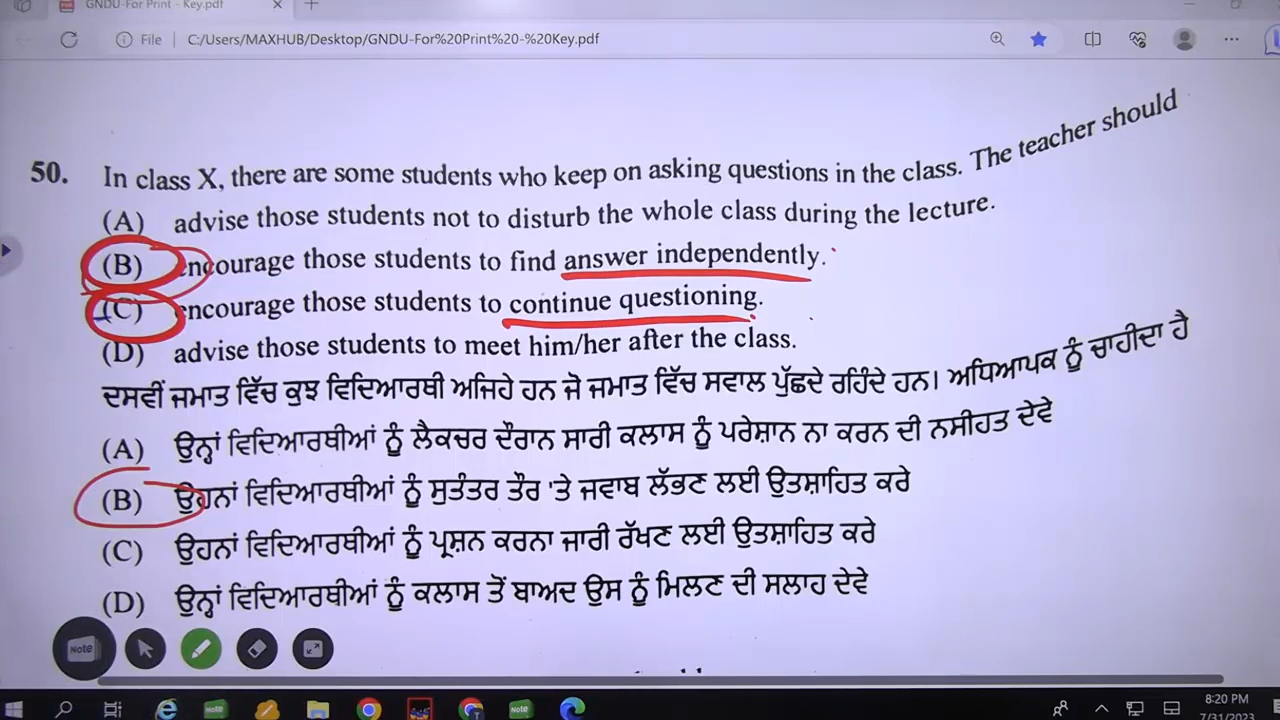 GNDU-For Print - Key.pdf
File
C:/Users/MAXHUB/Desktop/GNDU-For%20Print%20-%20Key.pdf
50. In class X, there are some students who keep on asking questions in the class. The teacher should
(A) advise those students not to disturb the whole class during the lecture.
(B) encourage those students to find answer independently.
(C) encourage those students to continue questioning.
(D) advise those students to meet him/her after the class.
ਦਸਵੀਂ ਜਮਾਤ ਵਿੱਚ ਕੁਝ ਵਿਦਿਆਰਥੀ ਅਜਿਹੇ ਹਨ ਜੋ ਜਮਾਤ ਵਿੱਚ ਸਵਾਲ ਪੁੱਛਦੇ ਰਹਿੰਦੇ ਹਨ। ਅਧਿਆਪਕ ਨੂੰ ਚਾਹੀਦਾ ਹੈ
(A) ਉਨ੍ਹਾਂ ਵਿਦਿਆਰਥੀਆਂ ਨੂੰ ਲੈਕਚਰ ਦੌਰਾਨ ਸਾਰੀ ਕਲਾਸ ਨੂੰ ਪਰੇਸ਼ਾਨ ਨਾ ਕਰਨ ਦੀ ਨਸੀਹਤ ਦੇਵੇ
(B) ਉਹਨਾਂ ਵਿਦਿਆਰਥੀਆਂ ਨੂੰ ਸੁਤੰਤਰ ਤੌਰ 'ਤੇ ਜਵਾਬ ਲੱਭਣ ਲਈ ਉਤਸ਼ਾਹਿਤ ਕਰੇ
(C) ਉਹਨਾਂ ਵਿਦਿਆਰਥੀਆਂ ਨੂੰ ਪ੍ਰਸ਼ਨ ਕਰਨਾ ਜਾਰੀ ਰੱਖਣ ਲਈ ਉਤਸ਼ਾਹਿਤ ਕਰੇ
(D) ਉਨ੍ਹਾਂ ਵਿਦਿਆਰਥੀਆਂ ਨੂੰ ਕਲਾਸ ਤੋਂ ਬਾਅਦ ਉਸ ਨੂੰ ਮਿਲਣ ਦੀ ਸਲਾਹ ਦੇਵੇ
Note
Note
Note
8:20 PM
7/31/2023